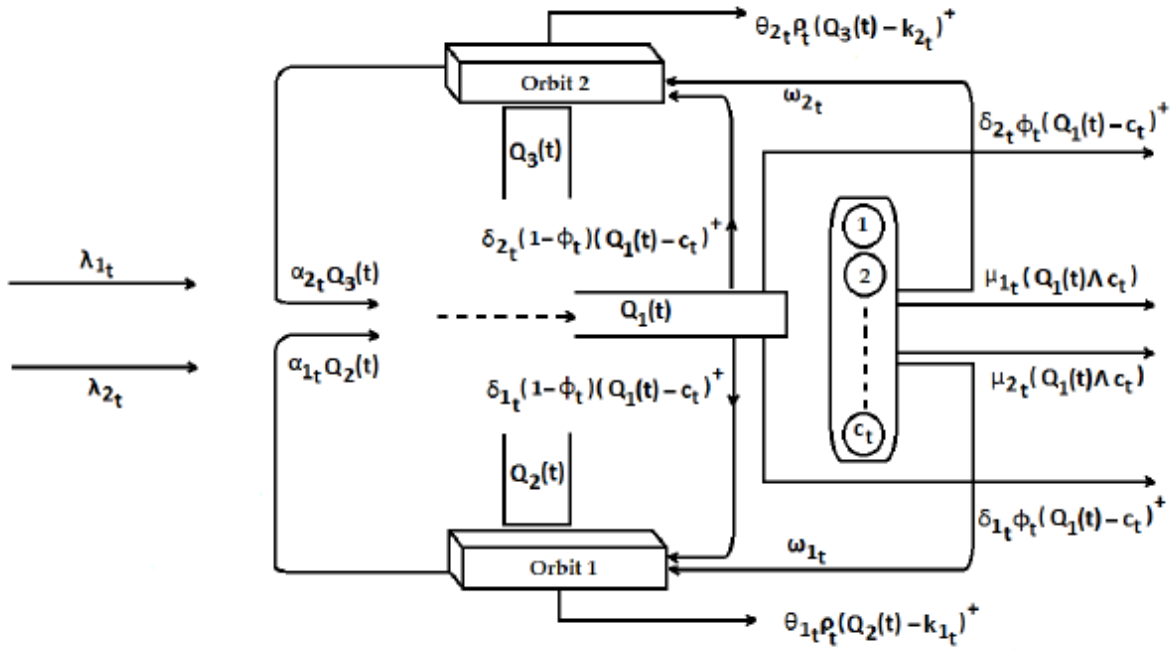 θ₂ₜρₜ(Q₃(t) – k₂ₜ)⁺
Orbit 2
ω₂ₜ
δ₂ₜϕₜ(Q₁(t) – cₜ)⁺
Q₃(t)
1
δ₂ₜ(1–ϕₜ)(Q₁(t) – cₜ)⁺
λ₁ₜ
α₂ₜQ₃(t)
2
μ₁ₜ(Q₁(t)Λcₜ)
Q₁(t)
α₁ₜQ₂(t)
λ₂ₜ
μ₂ₜ(Q₁(t)Λcₜ)
δ₁ₜ(1–ϕₜ)(Q₁(t) – cₜ)⁺
cₜ
Q₂(t)
δ₁ₜϕₜ(Q₁(t) – cₜ)⁺
ω₁ₜ
Orbit 1
θ₁ₜρₜ(Q₂(t) – k₁ₜ)⁺